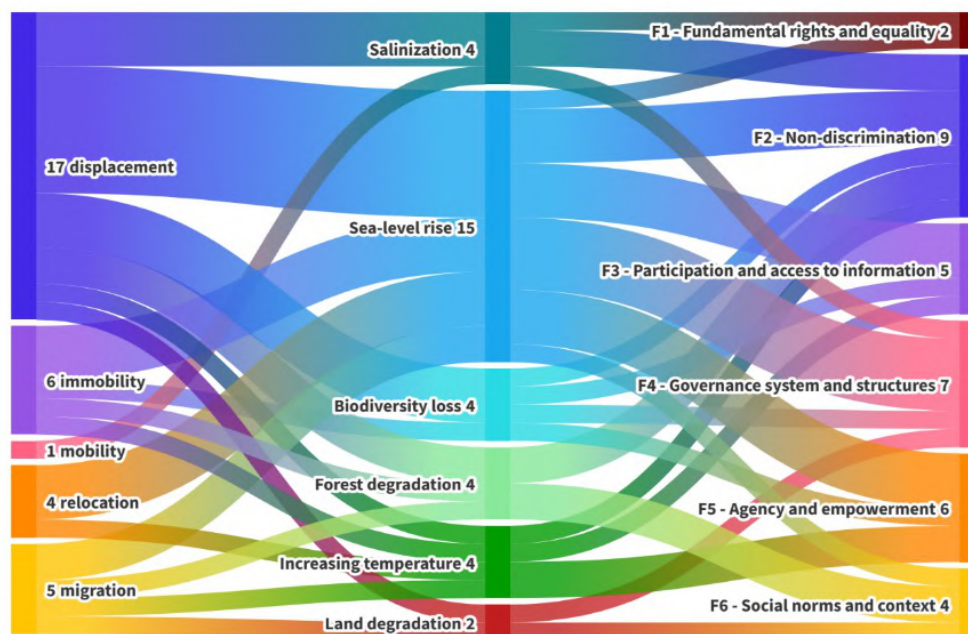 17 displacement
6 immobility
1 mobility
4 relocation
5 migration
Salinization 4
Sea-level rise 15
Biodiversity loss 4
Forest degradation 4
Increasing temperature 4
Land degradation 2
F1 - Fundamental rights and equality 2
F2 - Non-discrimination 9
F3 - Participation and access to information 5
F4 - Governance system and structures 7
F5 - Agency and empowerment 6
F6 - Social norms and context 4